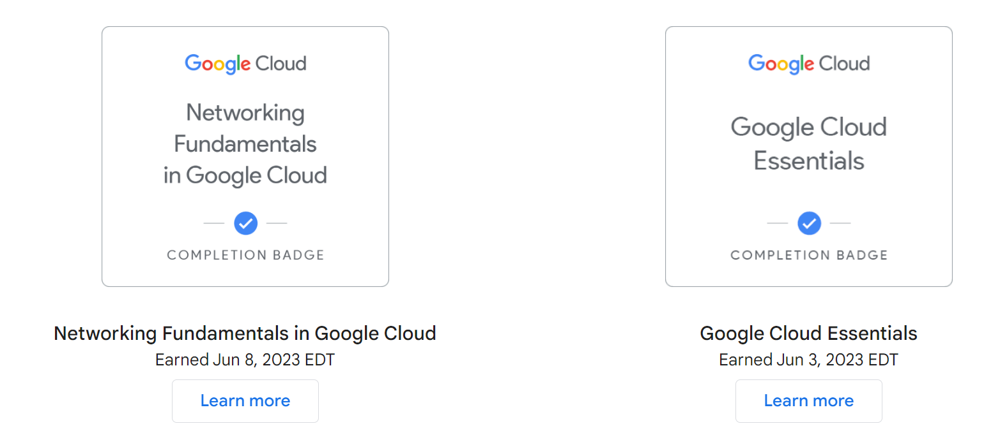 Google Cloud
Networking
Fundamentals
in Google Cloud
COMPLETION BADGE
Networking Fundamentals in Google Cloud
Earned Jun 8, 2023 EDT
Learn more
Google Cloud
Google Cloud
Essentials
COMPLETION BADGE
Google Cloud Essentials
Earned Jun 3, 2023 EDT
Learn more